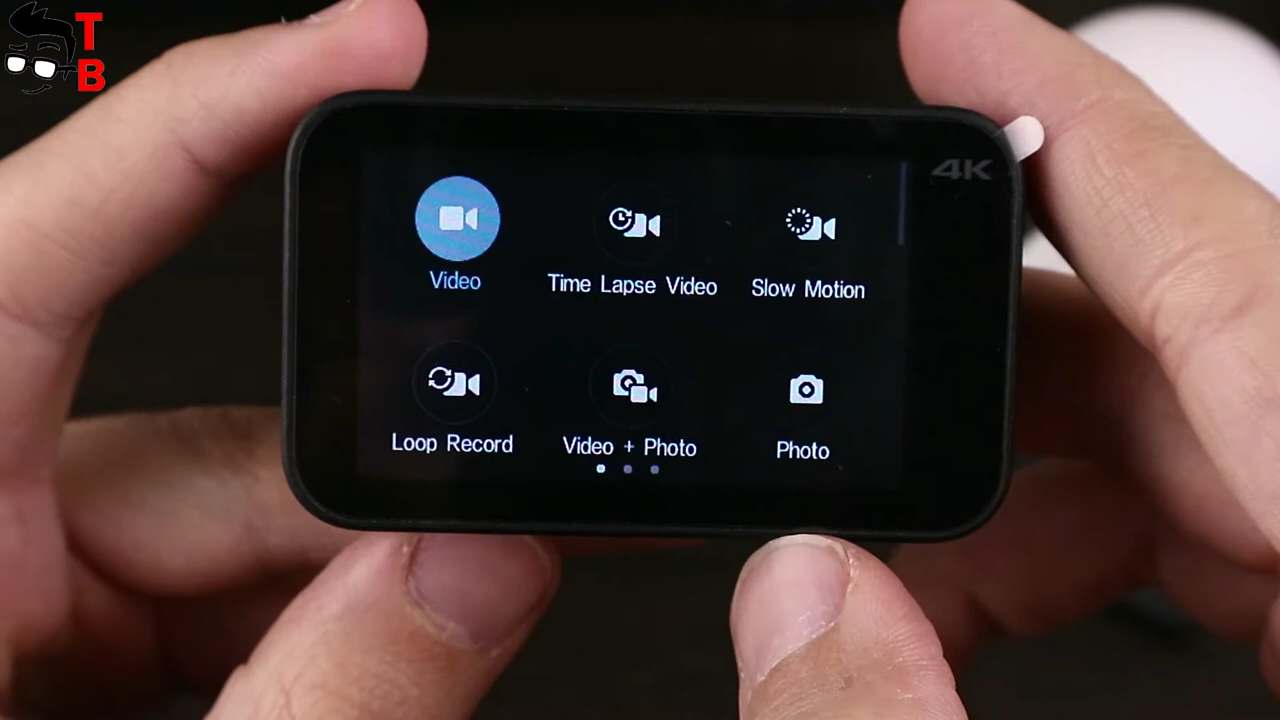 T
B
4K
Video
Time Lapse Video
Slow Motion
Loop Record
Video + Photo
Photo